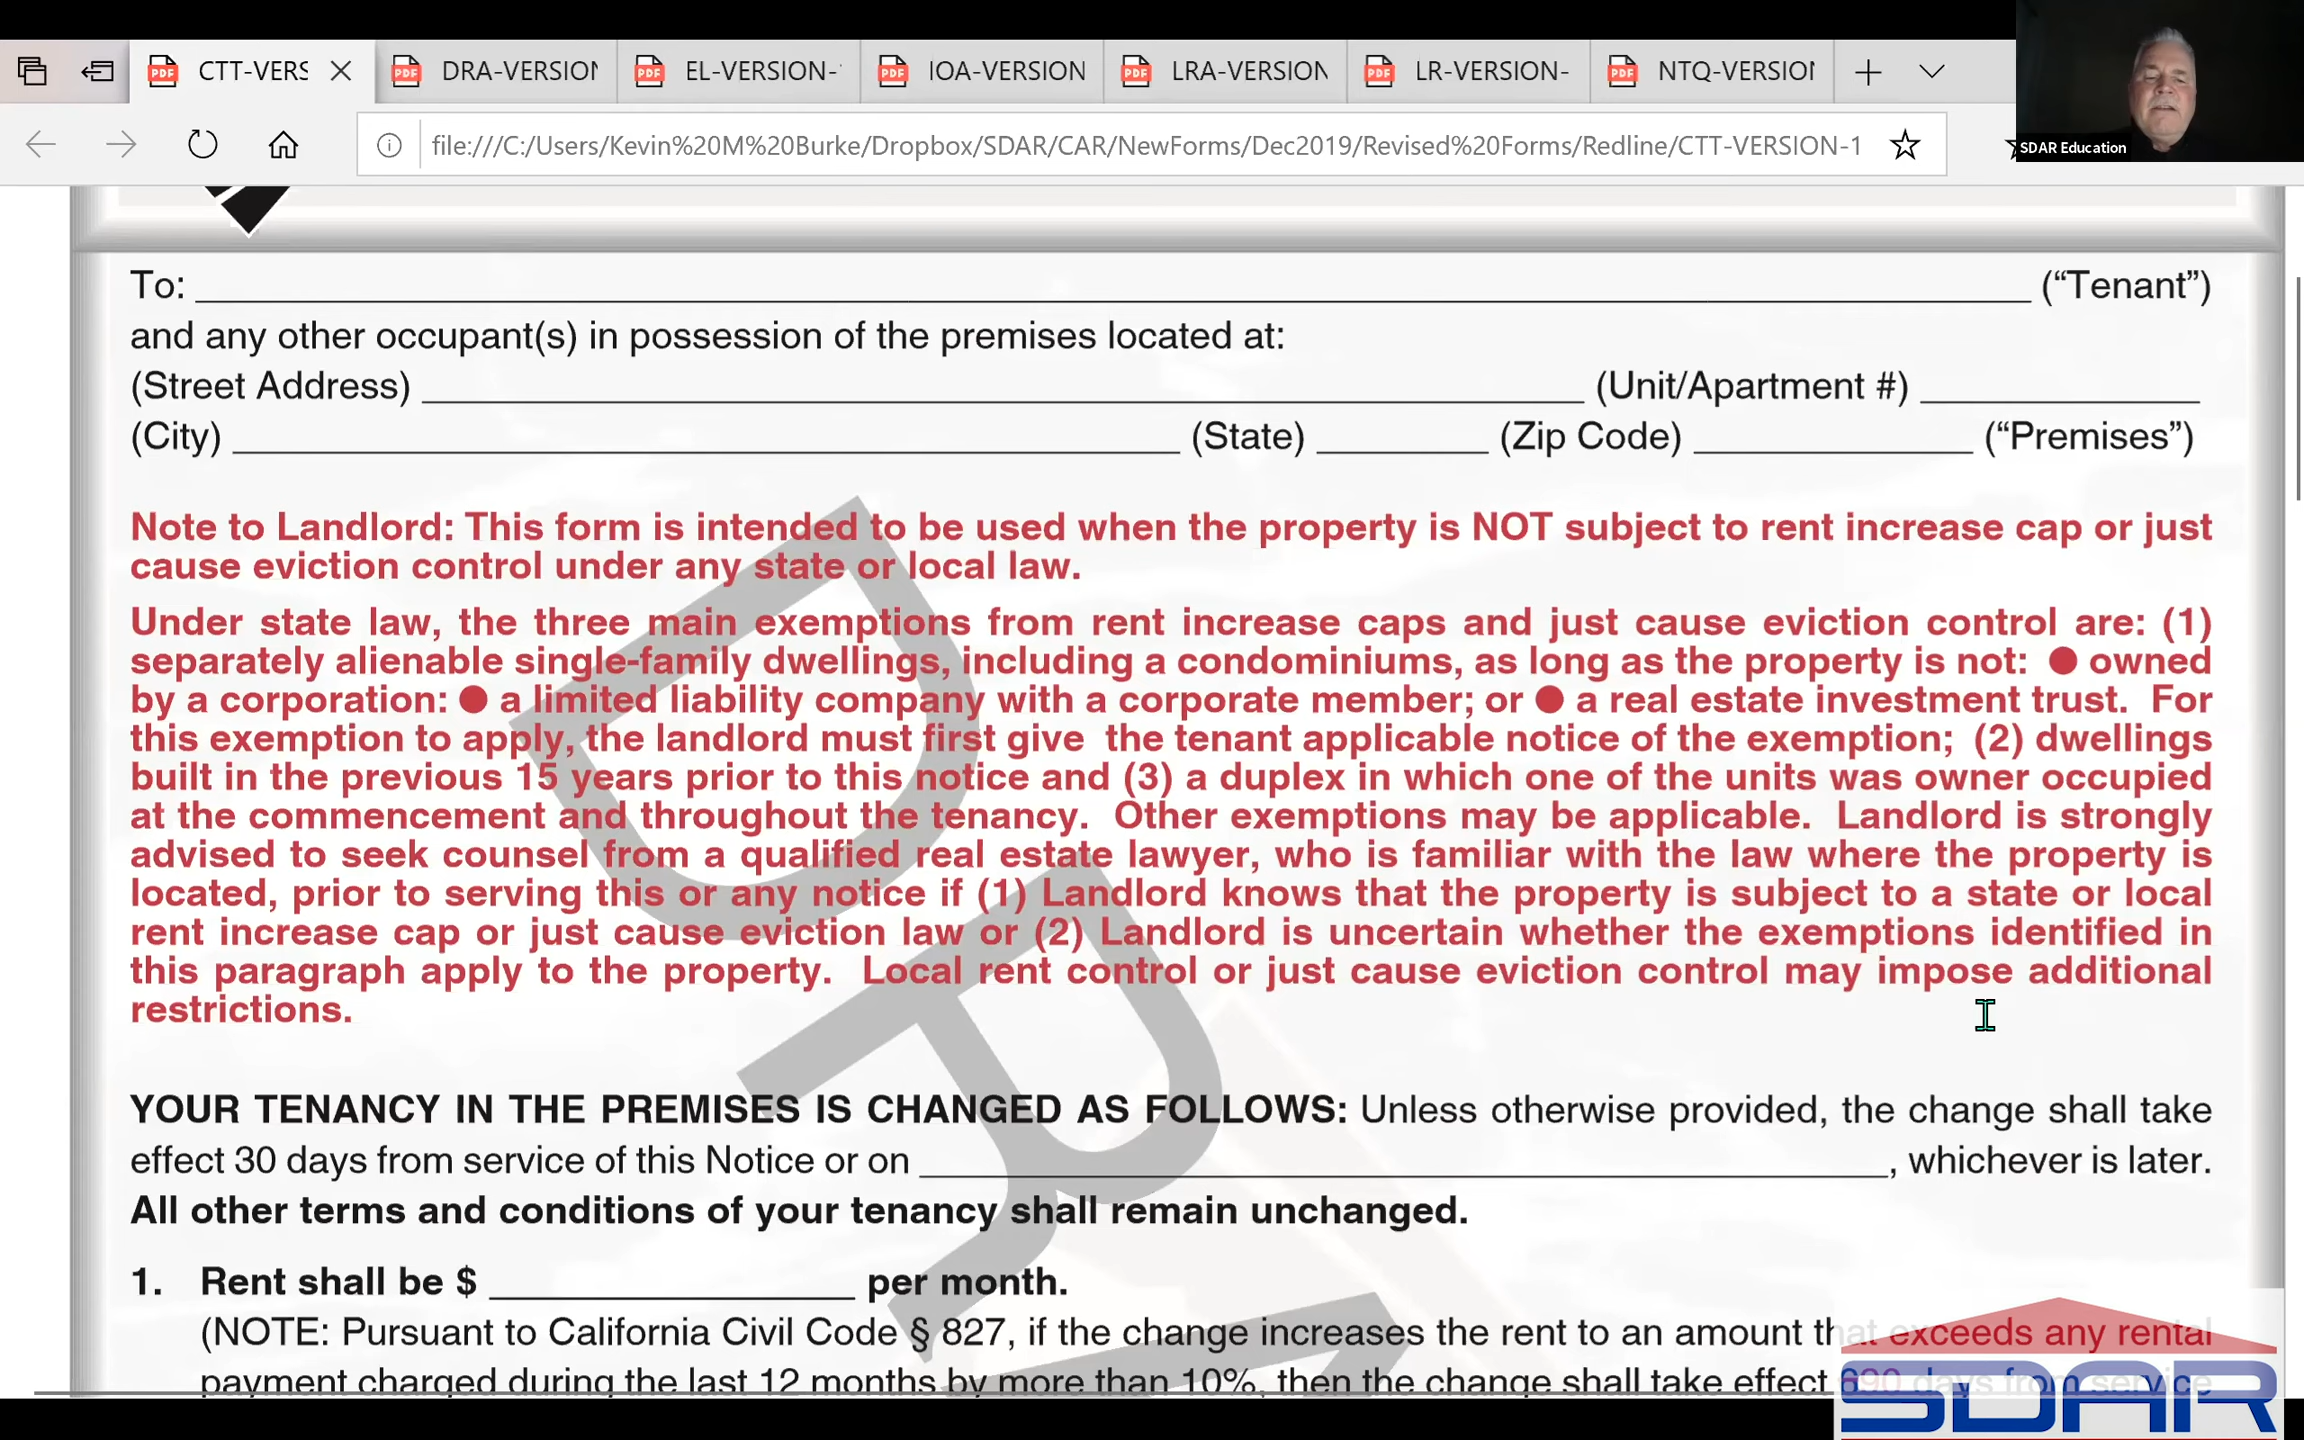 CTT-VERS
DRA-VERSION
EL-VERSION-
IOA-VERSION
LRA-VERSION
LR-VERSION-
NTQ-VERSION
SDAR Education
file:///C:/Users/Kevin%20M%20Burke/Dropbox/SDAR/CAR/NewForms/Dec2019/Revised%20Forms/Redline/CTT-VERSION-1
To: ("Tenant")
and any other occupant(s) in possession of the premises located at:
(Street Address) (Unit/Apartment #)
(City) (State) (Zip Code) ("Premises")
Note to Landlord: This form is intended to be used when the property is NOT subject to rent increase cap or just
cause eviction control under any state or local law.
Under state law, the three main exemptions from rent increase caps and just cause eviction control are: (1)
separately alienable single-family dwellings, including a condominiums, as long as the property is not: ● owned
by a corporation: ● a limited liability company with a corporate member; or ● a real estate investment trust. For
this exemption to apply, the landlord must first give the tenant applicable notice of the exemption; (2) dwellings
built in the previous 15 years prior to this notice and (3) a duplex in which one of the units was owner occupied
at the commencement and throughout the tenancy. Other exemptions may be applicable. Landlord is strongly
advised to seek counsel from a qualified real estate lawyer, who is familiar with the law where the property is
located, prior to serving this or any notice if (1) Landlord knows that the property is subject to a state or local
rent increase cap or just cause eviction law or (2) Landlord is uncertain whether the exemptions identified in
this paragraph apply to the property. Local rent control or just cause eviction control may impose additional
restrictions.
YOUR TENANCY IN THE PREMISES IS CHANGED AS FOLLOWS: Unless otherwise provided, the change shall take
effect 30 days from service of this Notice or on , whichever is later.
All other terms and conditions of your tenancy shall remain unchanged.
1. Rent shall be $ per month.
(NOTE: Pursuant to California Civil Code § 827, if the change increases the rent to an amount that exceeds any rental
payment charged during the last 12 months by more than 10%, then the change shall take effect 690 days from service
SDAR